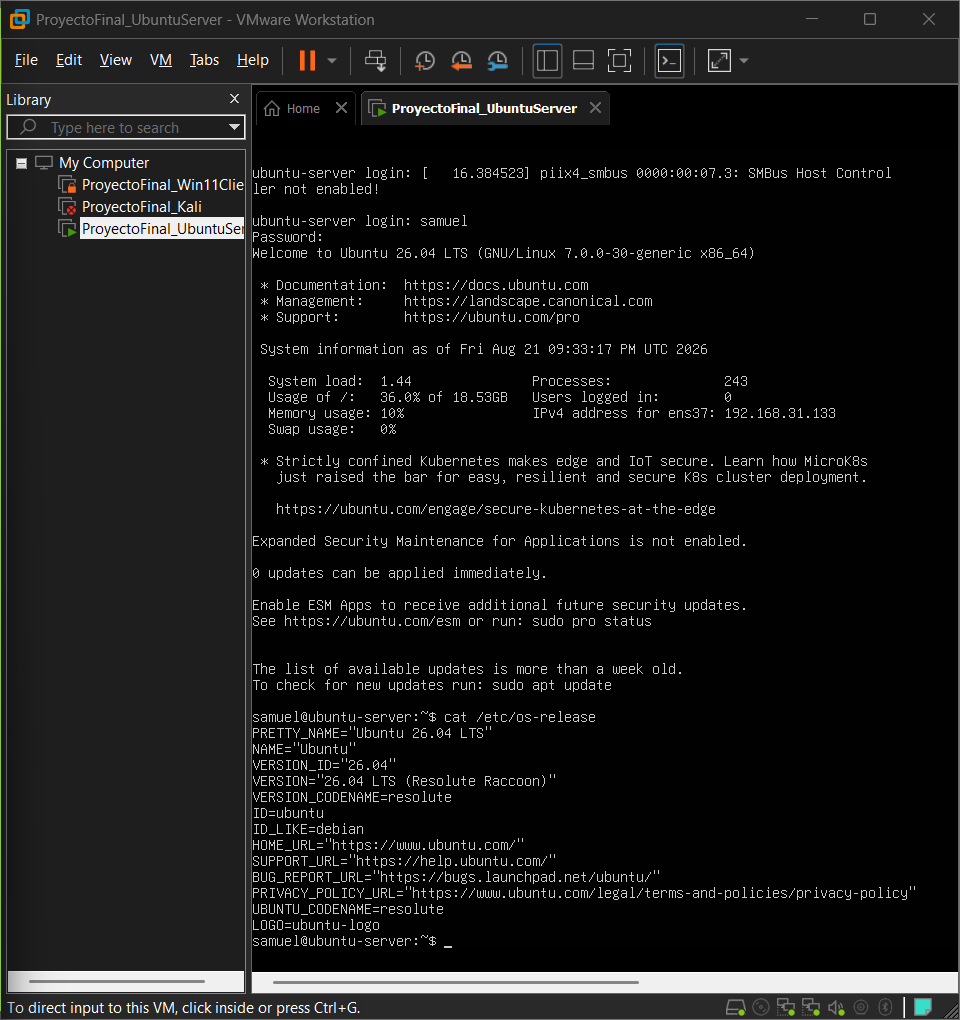 ProyectoFinal_UbuntuServer - VMware Workstation
File Edit View VM Tabs Help
Library
Type here to search
My Computer
ProyectoFinal_Win11Clie
ProyectoFinal_Kali
ProyectoFinal_UbuntuSer
Home
ProyectoFinal_UbuntuServer
ubuntu-server login: [   16.384523] piix4_smbus 0000:00:07.3: SMBus Host Control
ler not enabled!
ubuntu-server login: samuel
Password:
Welcome to Ubuntu 26.04 LTS (GNU/Linux 7.0.0-30-generic x86_64)
* Documentation:  https://docs.ubuntu.com
* Management:     https://landscape.canonical.com
* Support:        https://ubuntu.com/pro
System information as of Fri Aug 21 09:33:17 PM UTC 2026
System load:  1.44               Processes:              243
Usage of /:   36.0% of 18.53GB   Users logged in:        0
Memory usage: 10%                IPv4 address for ens37: 192.168.31.133
Swap usage:   0%
* Strictly confined Kubernetes makes edge and IoT secure. Learn how MicroK8s
just raised the bar for easy, resilient and secure K8s cluster deployment.
https://ubuntu.com/engage/secure-kubernetes-at-the-edge
Expanded Security Maintenance for Applications is not enabled.
0 updates can be applied immediately.
Enable ESM Apps to receive additional future security updates.
See https://ubuntu.com/esm or run: sudo pro status
The list of available updates is more than a week old.
To check for new updates run: sudo apt update
samuel@ubuntu-server:~$ cat /etc/os-release
PRETTY_NAME="Ubuntu 26.04 LTS"
NAME="Ubuntu"
VERSION_ID="26.04"
VERSION="26.04 LTS (Resolute Raccoon)"
VERSION_CODENAME=resolute
ID=ubuntu
ID_LIKE=debian
HOME_URL="https://www.ubuntu.com/"
SUPPORT_URL="https://help.ubuntu.com/"
BUG_REPORT_URL="https://bugs.launchpad.net/ubuntu/"
PRIVACY_POLICY_URL="https://www.ubuntu.com/legal/terms-and-policies/privacy-policy"
UBUNTU_CODENAME=resolute
LOGO=ubuntu-logo
samuel@ubuntu-server:~$ _
To direct input to this VM, click inside or press Ctrl+G.